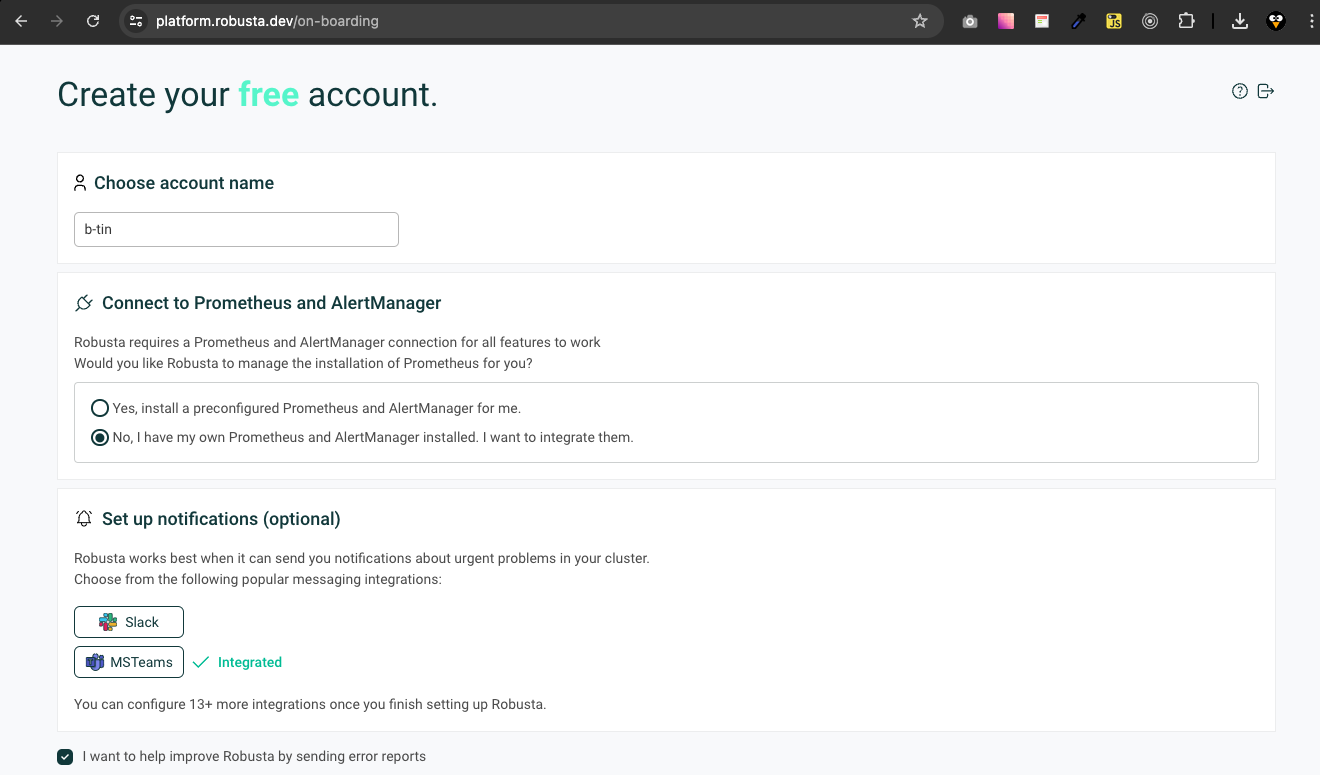 platform.robusta.dev/on-boarding
Create your free account.
Choose account name
b-tin
Connect to Prometheus and AlertManager
Robusta requires a Prometheus and AlertManager connection for all features to work
Would you like Robusta to manage the installation of Prometheus for you?
Yes, install a preconfigured Prometheus and AlertManager for me.
No, I have my own Prometheus and AlertManager installed. I want to integrate them.
Set up notifications (optional)
Robusta works best when it can send you notifications about urgent problems in your cluster.
Choose from the following popular messaging integrations:
Slack
MSTeams Integrated
You can configure 13+ more integrations once you finish setting up Robusta.
I want to help improve Robusta by sending error reports